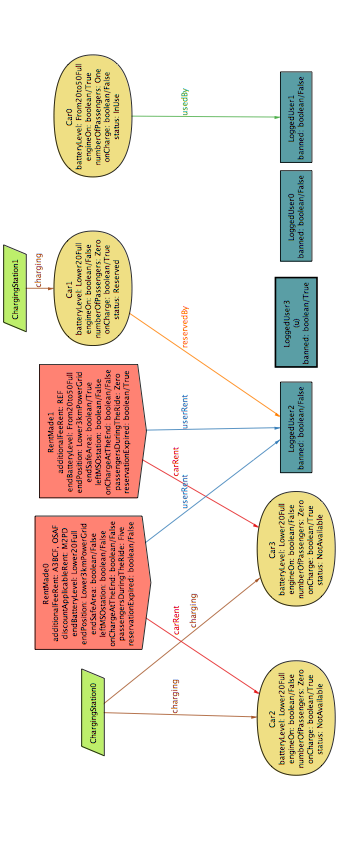 ChargingStation0
ChargingStation1
RentMade0
additionalFeeRent: A3BCF, OSAF
discountApplicableRent: M2PD
endBatteryLevel: Lower20Full
endPosition: Lower3kmPowerGrid
endSafeArea: boolean/False
leftMSOStation: boolean/False
onChargeAtTheEnd: boolean/False
passengersDuringTheRide: Five
reservationExpired: boolean/False
RentMade1
additionalFeeRent: REF
endBatteryLevel: From20to50Full
endPosition: Lower3kmPowerGrid
endSafeArea: boolean/True
leftMSOStation: boolean/False
onChargeAtTheEnd: boolean/False
passengersDuringTheRide: Zero
reservationExpired: boolean/True
Car1
batteryLevel: Lower20Full
engineOn: boolean/False
numberOfPassengers: Zero
onCharge: boolean/True
status: Reserved
Car0
batteryLevel: From20to50Full
engineOn: boolean/True
numberOfPassengers: One
onCharge: boolean/False
status: InUse
charging
charging
charging
carRent
carRent
userRent
userRent
reservedBy
usedBy
Car2
batteryLevel: Lower20Full
engineOn: boolean/False
numberOfPassengers: Zero
onCharge: boolean/True
status: NotAvailable
Car3
batteryLevel: Lower20Full
engineOn: boolean/False
numberOfPassengers: Zero
onCharge: boolean/True
status: NotAvailable
LoggedUser2
banned: boolean/False
LoggedUser3
(u)
banned: boolean/True
LoggedUser0
banned: boolean/False
LoggedUser1
banned: boolean/False